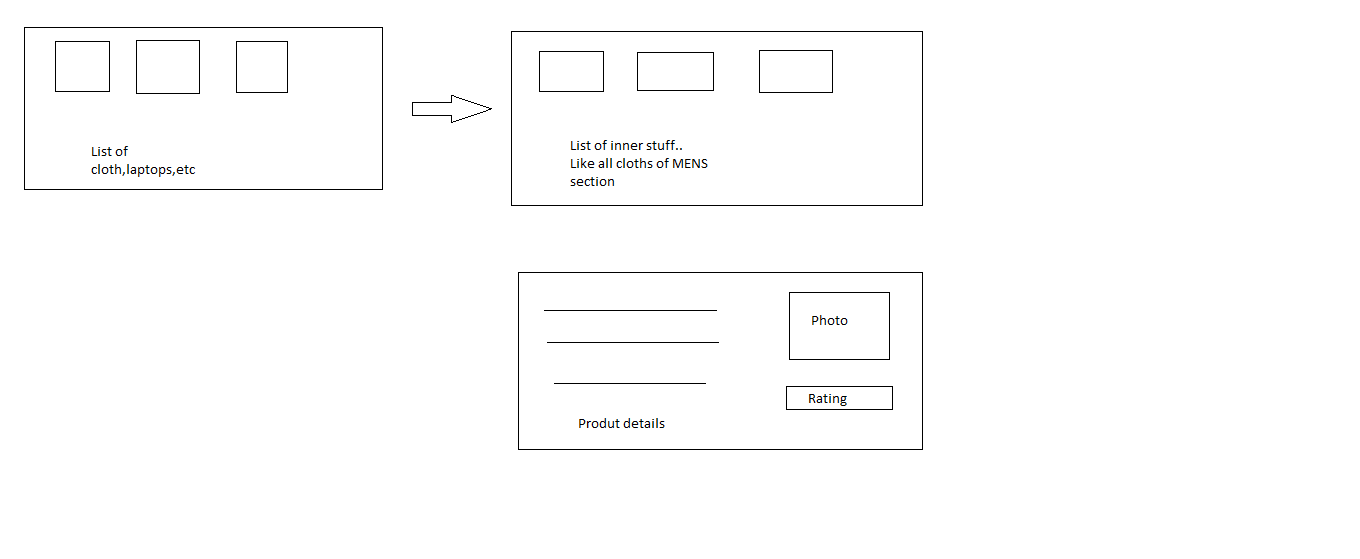 List of
cloth,laptops,etc
List of inner stuff..
Like all cloths of MENS
section
Photo
Rating
Produt details